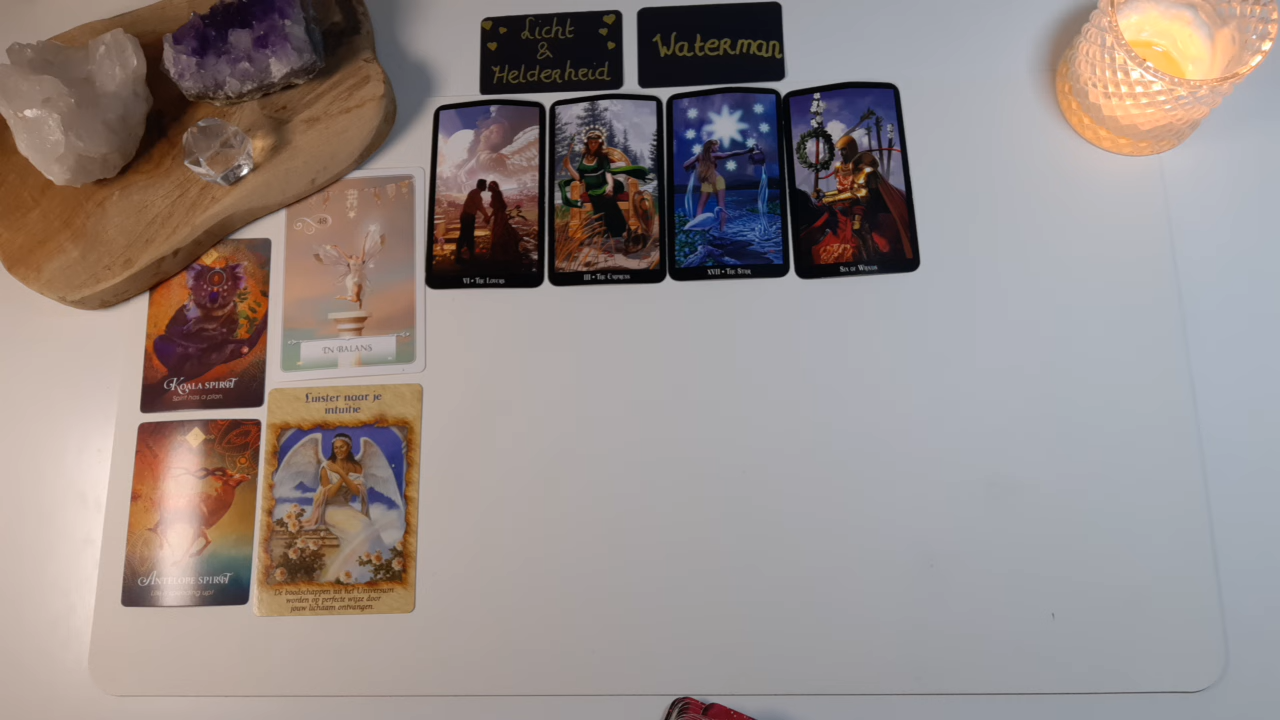 Licht
&
Helderheid
Waterman
VI • The Lovers
III • The Empress
XVII • The Star
Six of Wands
48
In Balans
Koala Spirit
Spirit has a plan.
Luister naar je
intuïtie
De boodschappen uit het Universum
worden op perfecte wijze door
jouw lichaam ontvangen.
Antelope Spirit
up!